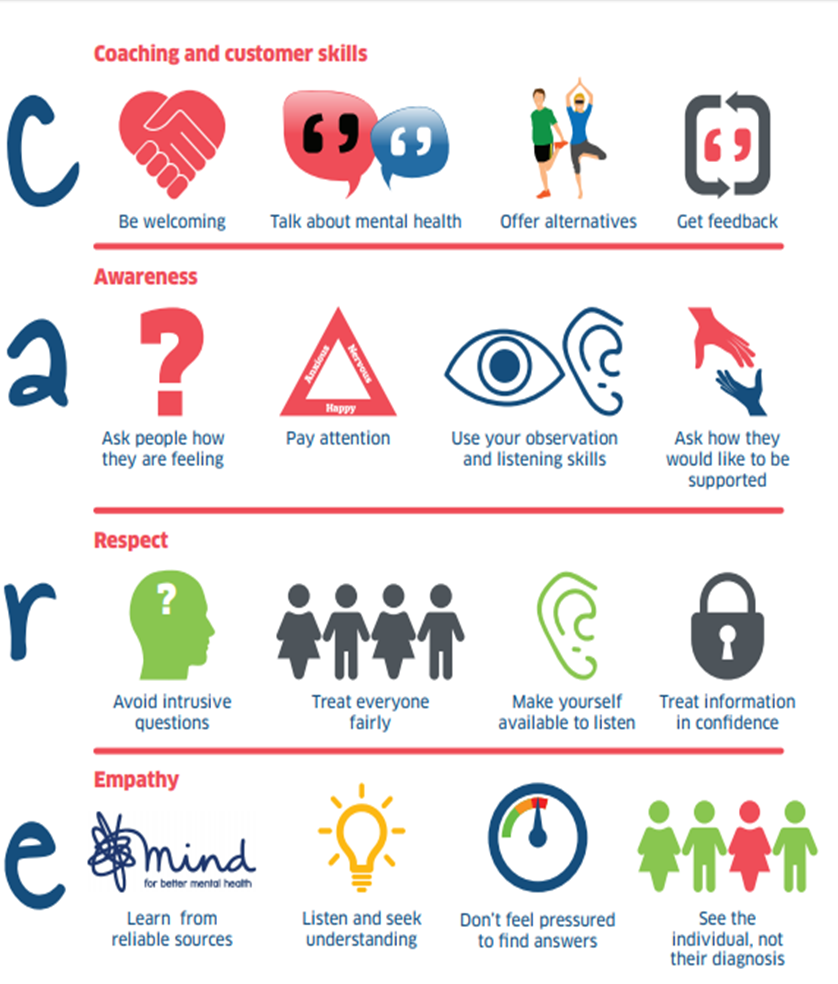 Coaching and customer skills
c
Be welcoming
Talk about mental health
Offer alternatives
Get feedback
Awareness
a
?
Anxious
Nervous
Happy
Ask people how
they are feeling
Pay attention
Use your observation
and listening skills
Ask how they
would like to be
supported
Respect
r
?
Avoid intrusive
questions
Treat everyone
fairly
Make yourself
available to listen
Treat information
in confidence
Empathy
e
mind
for better mental health
Learn from
reliable sources
Listen and seek
understanding
Don't feel pressured
to find answers
See the
individual, not
their diagnosis